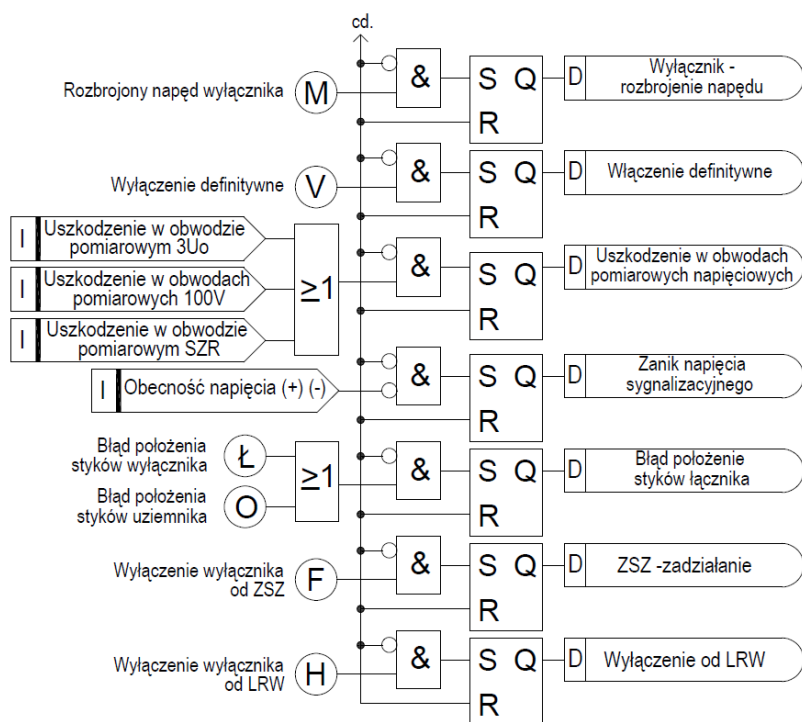 cd.
Rozbrojony napęd wyłącznika
M
&
S Q
R
D
Wyłącznik -
rozbrojenie napędu
Wyłączenie definitywne
V
&
S Q
R
D
Włączenie definitywne
I
Uszkodzenie w obwodzie
pomiarowym 3Uo
I
Uszkodzenie w obwodach
pomiarowych 100V
I
Uszkodzenie w obwodzie
pomiarowym SZR
≥1
&
S Q
R
D
Uszkodzenie w obwodach
pomiarowych napięciowych
I
Obecność napięcia (+) (-)
&
S Q
R
D
Zanik napięcia
sygnalizacyjnego
Błąd położenia
styków wyłącznika
Ł
Błąd położenia
styków uziemnika
O
≥1
&
S Q
R
D
Błąd położenie
styków łącznika
Wyłączenie wyłącznika
od ZSZ
F
&
S Q
R
D
ZSZ -zadziałanie
Wyłączenie wyłącznika
od LRW
H
&
S Q
R
D
Wyłączenie od LRW